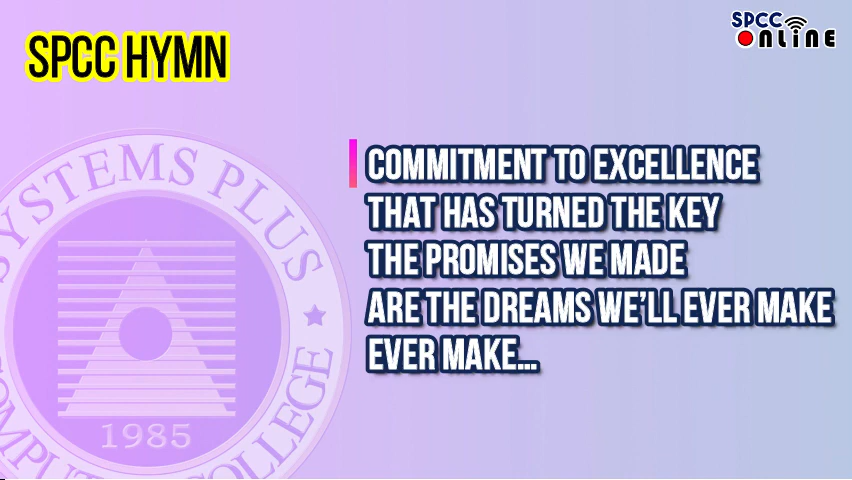 SPCC HYMN
SPCC
ONLINE
COMMITMENT TO EXCELLENCE
THAT HAS TURNED THE KEY
THE PROMISES WE MADE
ARE THE DREAMS WE'LL EVER MAKE
EVER MAKE...
SYSTEMS PLUS
COMPUTER COLLEGE
1985